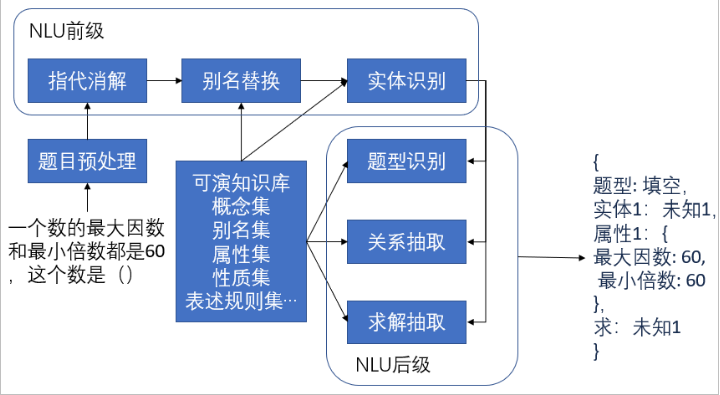 NLU前级
指代消解
别名替换
实体识别
题目预处理
一个数的最大因数
和最小倍数都是60
，这个数是（）
可演知识库
概念集
别名集
属性集
性质集
表述规则集…
题型识别
关系抽取
求解抽取
NLU后级
{
题型: 填空,
实体1：未知1,
属性1：{
最大因数: 60,
最小倍数: 60
},
求：未知1
}